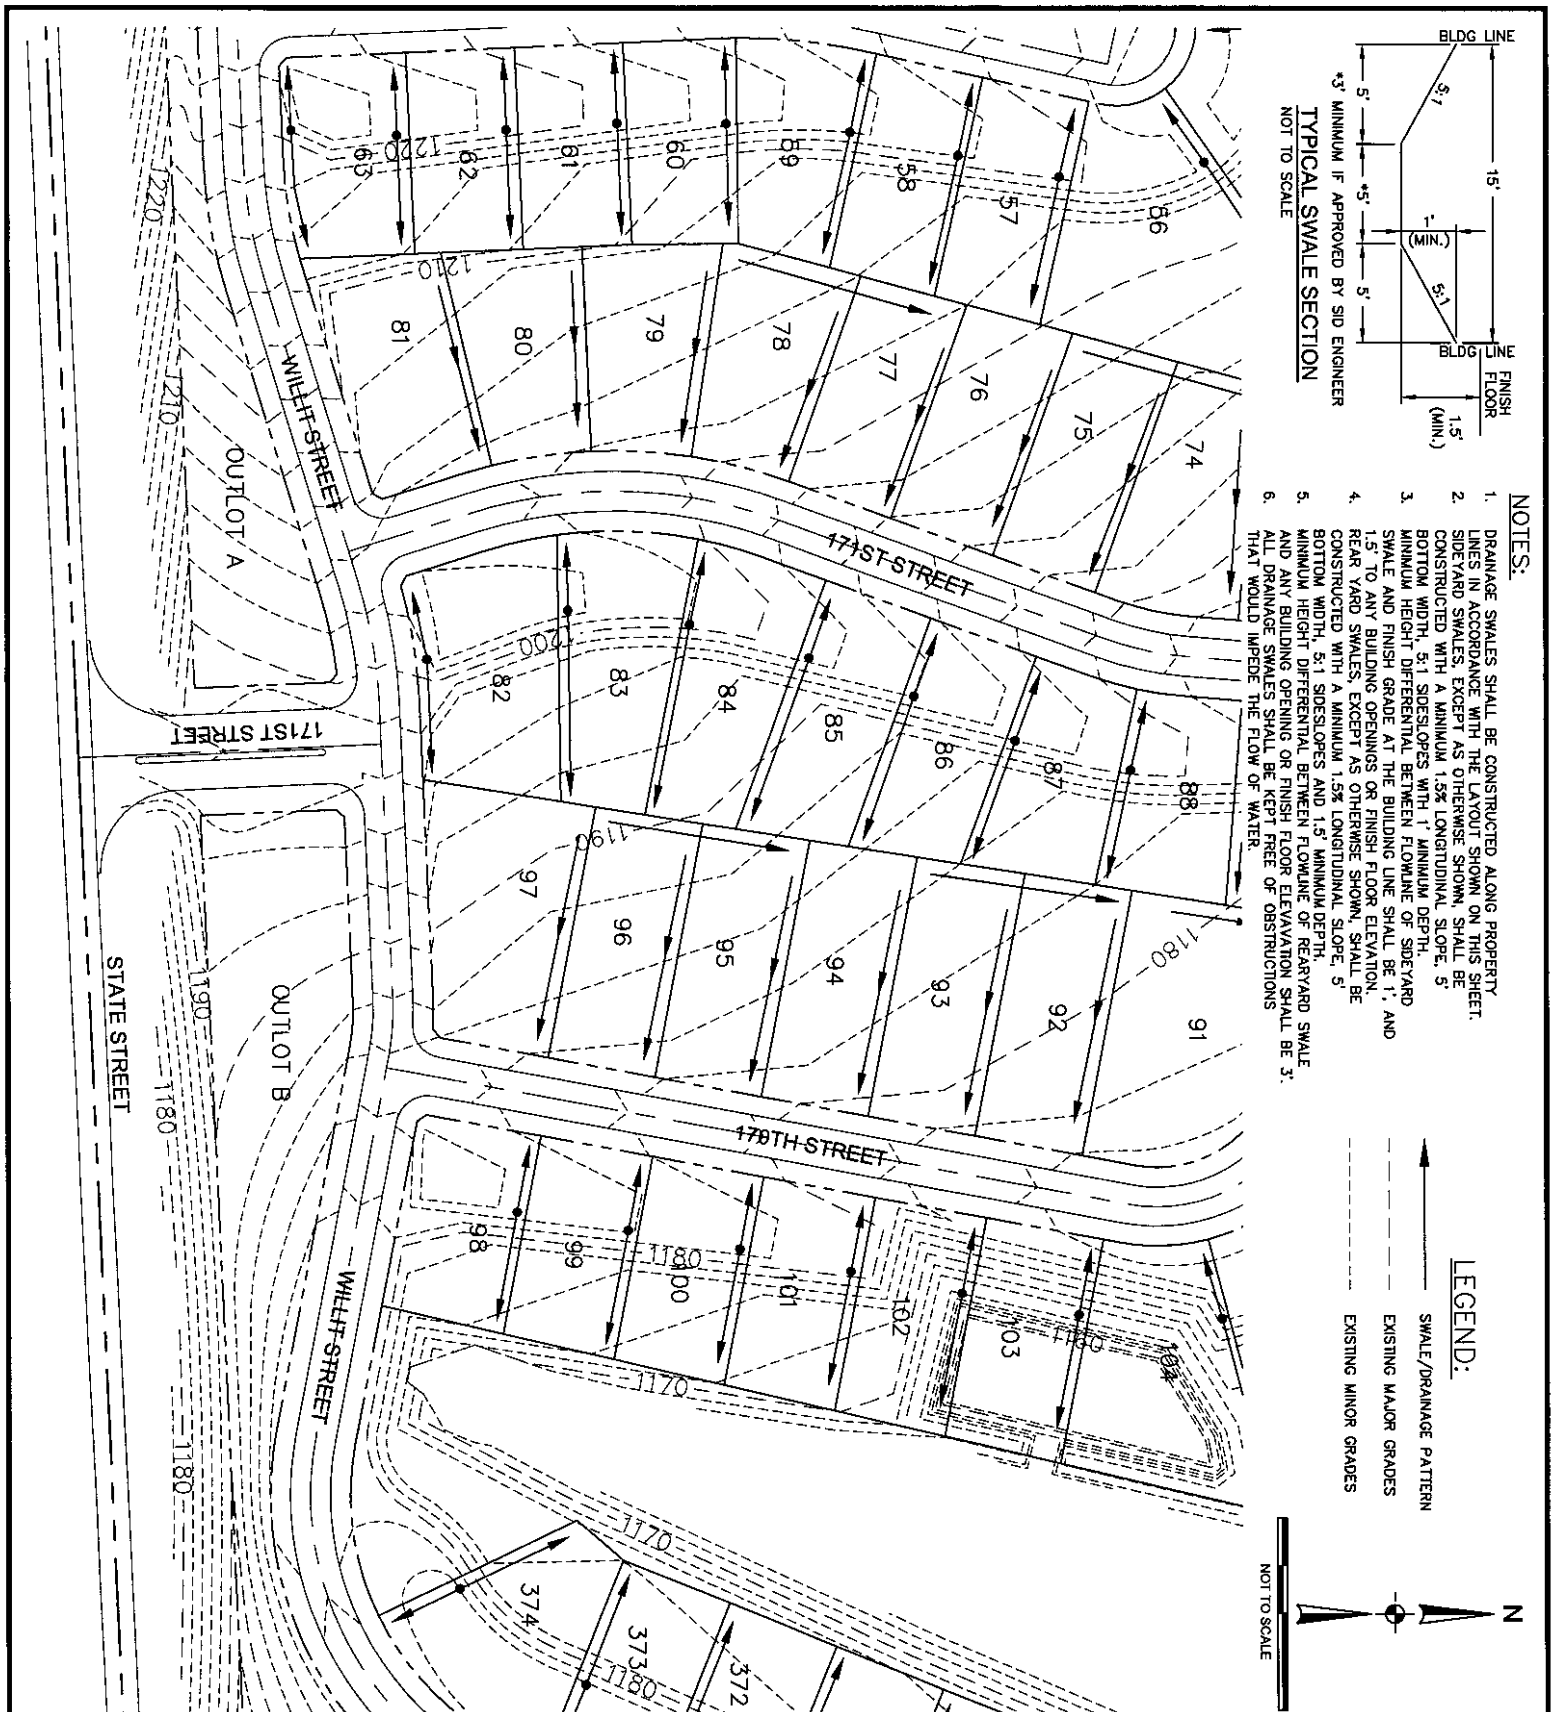 NOTES:
1. DRAINAGE SWALES SHALL BE CONSTRUCTED ALONG PROPERTY
LINES IN ACCORDANCE WITH THE LAYOUT SHOWN ON THIS SHEET.
2. SIDEYARD SWALES, EXCEPT AS OTHERWISE SHOWN, SHALL BE
CONSTRUCTED WITH A MINIMUM 1.5% LONGITUDINAL SLOPE, 5'
BOTTOM WIDTH, 5:1 SIDESLOPES WITH 1' MINIMUM DEPTH.
3. MINIMUM HEIGHT DIFFERENTIAL BETWEEN FLOWLINE OF SIDEYARD
SWALE AND FINISH GRADE AT THE BUILDING LINE SHALL BE 1', AND
1.5' TO ANY BUILDING OPENINGS OR FINISH FLOOR ELEVATION.
4. REAR YARD SWALES, EXCEPT AS OTHERWISE SHOWN, SHALL BE
CONSTRUCTED WITH A MINIMUM 1.5% LONGITUDINAL SLOPE, 5'
BOTTOM WIDTH, 5:1 SIDESLOPES AND 1.5' MINIMUM DEPTH.
5. MINIMUM HEIGHT DIFFERENTIAL BETWEEN FLOWLINE OF REARYARD SWALE
AND ANY BUILDING OPENING OR FINISH FLOOR ELEVAVATION SHALL BE 3'.
6. ALL DRAINAGE SWALES SHALL BE KEPT FREE OF OBSTRUCTIONS
THAT WOULD IMPEDE THE FLOW OF WATER.
BLDG LINE
15'
BLDG LINE
FINISH
FLOOR
5:1
5:1
1'
(MIN.)
1.5'
(MIN.)
5'
*5'
5'
*3' MINIMUM IF APPROVED BY SID ENGINEER
TYPICAL SWALE SECTION
NOT TO SCALE
LEGEND:
SWALE/DRAINAGE PATTERN
EXISTING MAJOR GRADES
EXISTING MINOR GRADES
N
NOT TO SCALE
66
57
58
59
60
61
62
63
1220
1210
74
75
76
77
78
79
80
81
171ST STREET
88
87
86
85
84
83
82
1200
1190
1180
91
92
93
94
95
96
97
170TH STREET
104
103
102
101
100
99
98
1160
1180
1170
1170
372
373
374
1180
WILLIT STREET
WILLIT STREET
171ST STREET
OUTLOT A
OUTLOT B
1220
1210
1190
1180
1180
STATE STREET